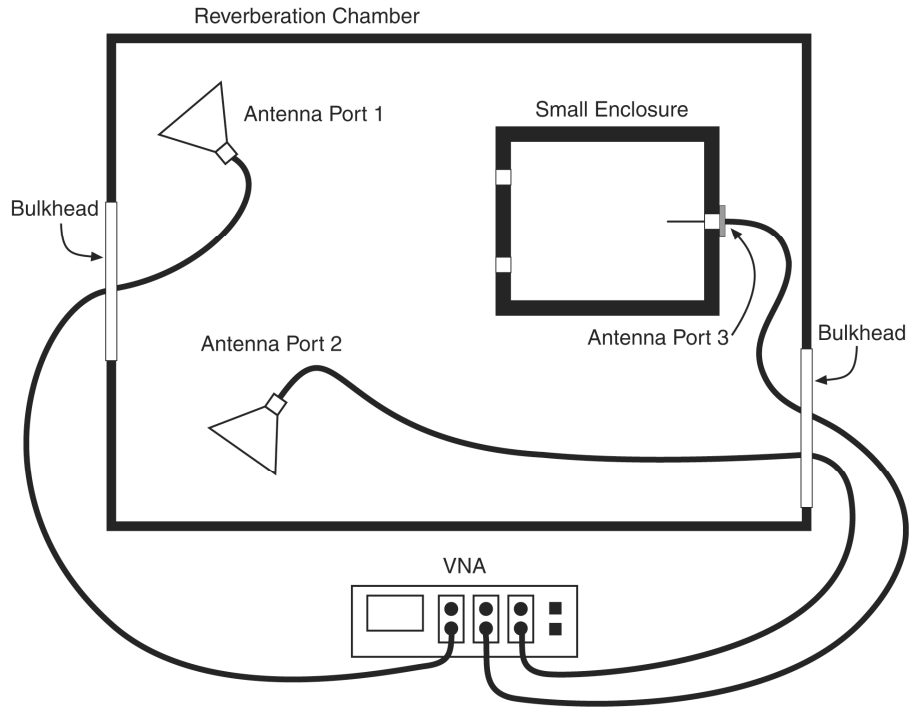 Reverberation Chamber
Antenna Port 1
Small Enclosure
Bulkhead
Antenna Port 3
Bulkhead
Antenna Port 2
VNA